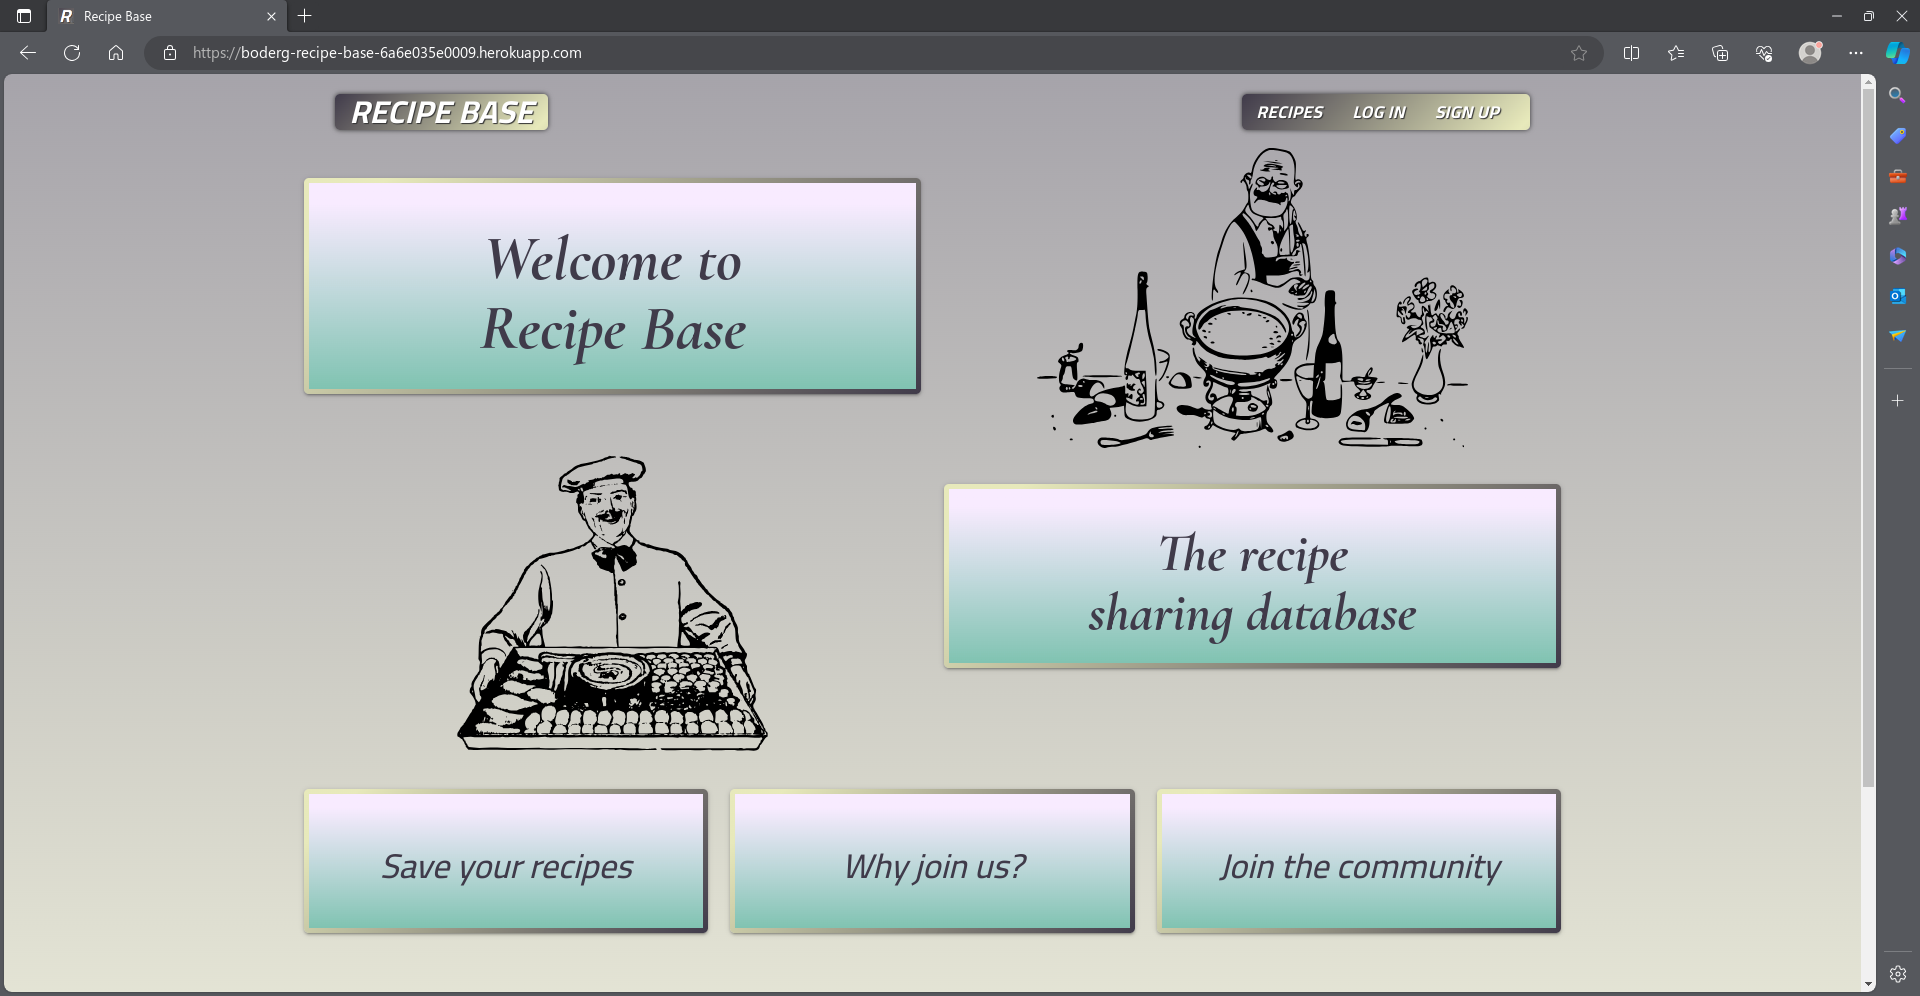 Recipe Base
https://boderg-recipe-base-6a6e035e0009.herokuapp.com
RECIPE BASE
RECIPES LOG IN SIGN UP
Welcome to
Recipe Base
The recipe
sharing database
Save your recipes
Why join us?
Join the community